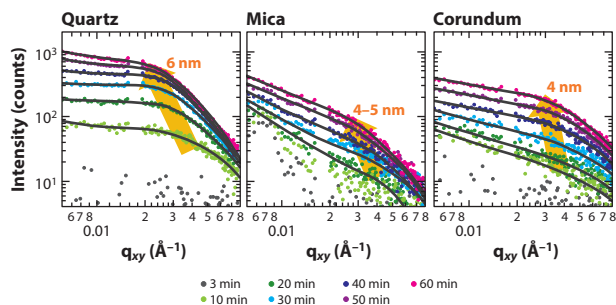 Quartz Mica Corundum
Intensity (counts)
10³
10²
10¹
6 nm
4–5 nm
4 nm
6 7 8 2 3 4 5 6 7 8 6 7 8 2 3 4 5 6 7 8 6 7 8 2 3 4 5 6 7 8
0.01 0.01 0.01
qxy (Å⁻¹) qxy (Å⁻¹) qxy (Å⁻¹)
3 min 20 min 40 min 60 min
10 min 30 min 50 min